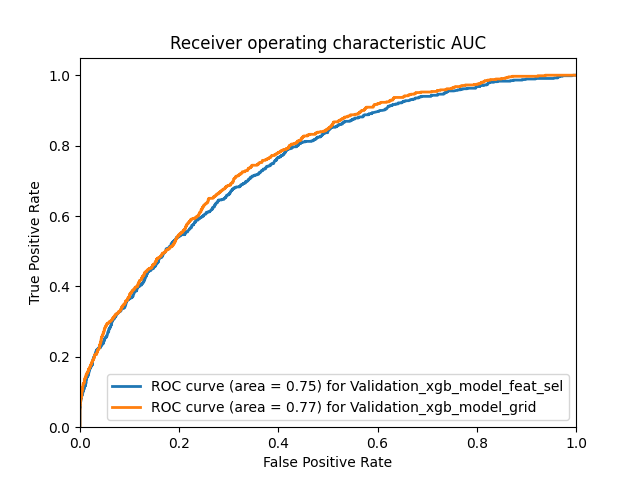 Receiver operating characteristic AUC
1.0
0.8
0.6
0.4
0.2
0.0
True Positive Rate
ROC curve (area = 0.75) for Validation_xgb_model_feat_sel
ROC curve (area = 0.77) for Validation_xgb_model_grid
0.0 0.2 0.4 0.6 0.8 1.0
False Positive Rate